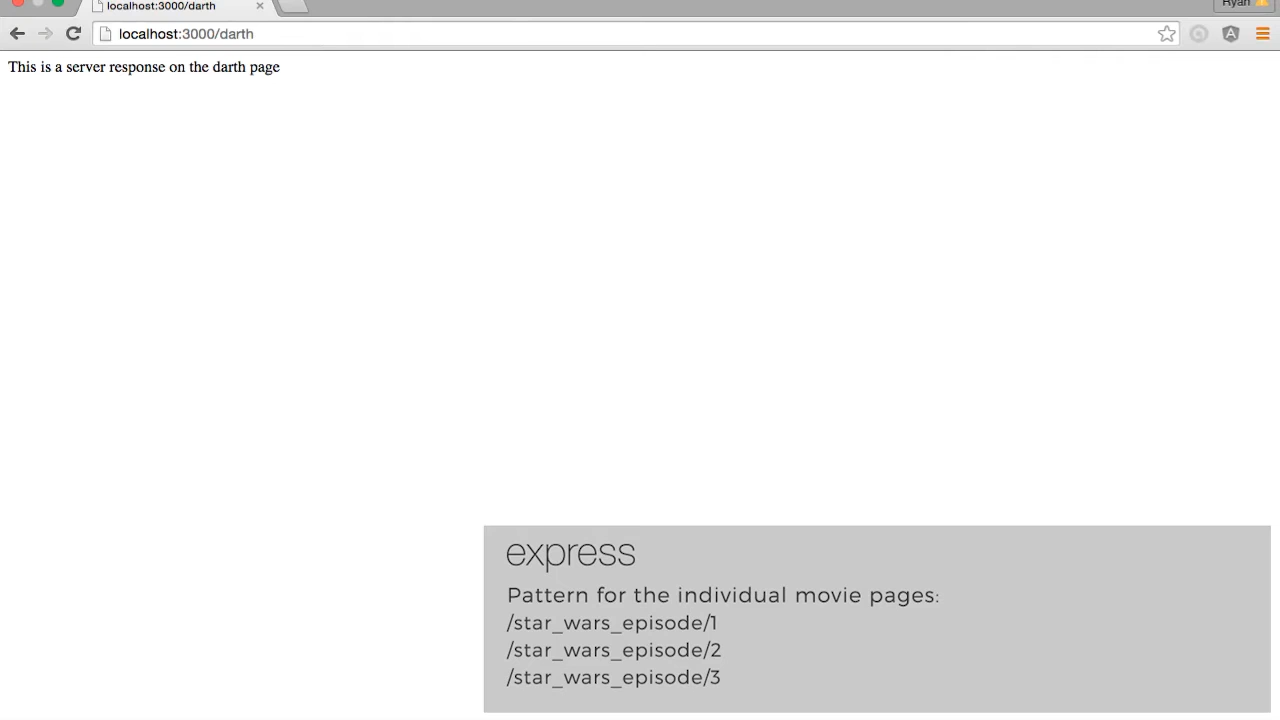 localhost:3000/darth
Ryan
localhost:3000/darth
This is a server response on the darth page
express
Pattern for the individual movie pages:
/star_wars_episode/1
/star_wars_episode/2
/star_wars_episode/3